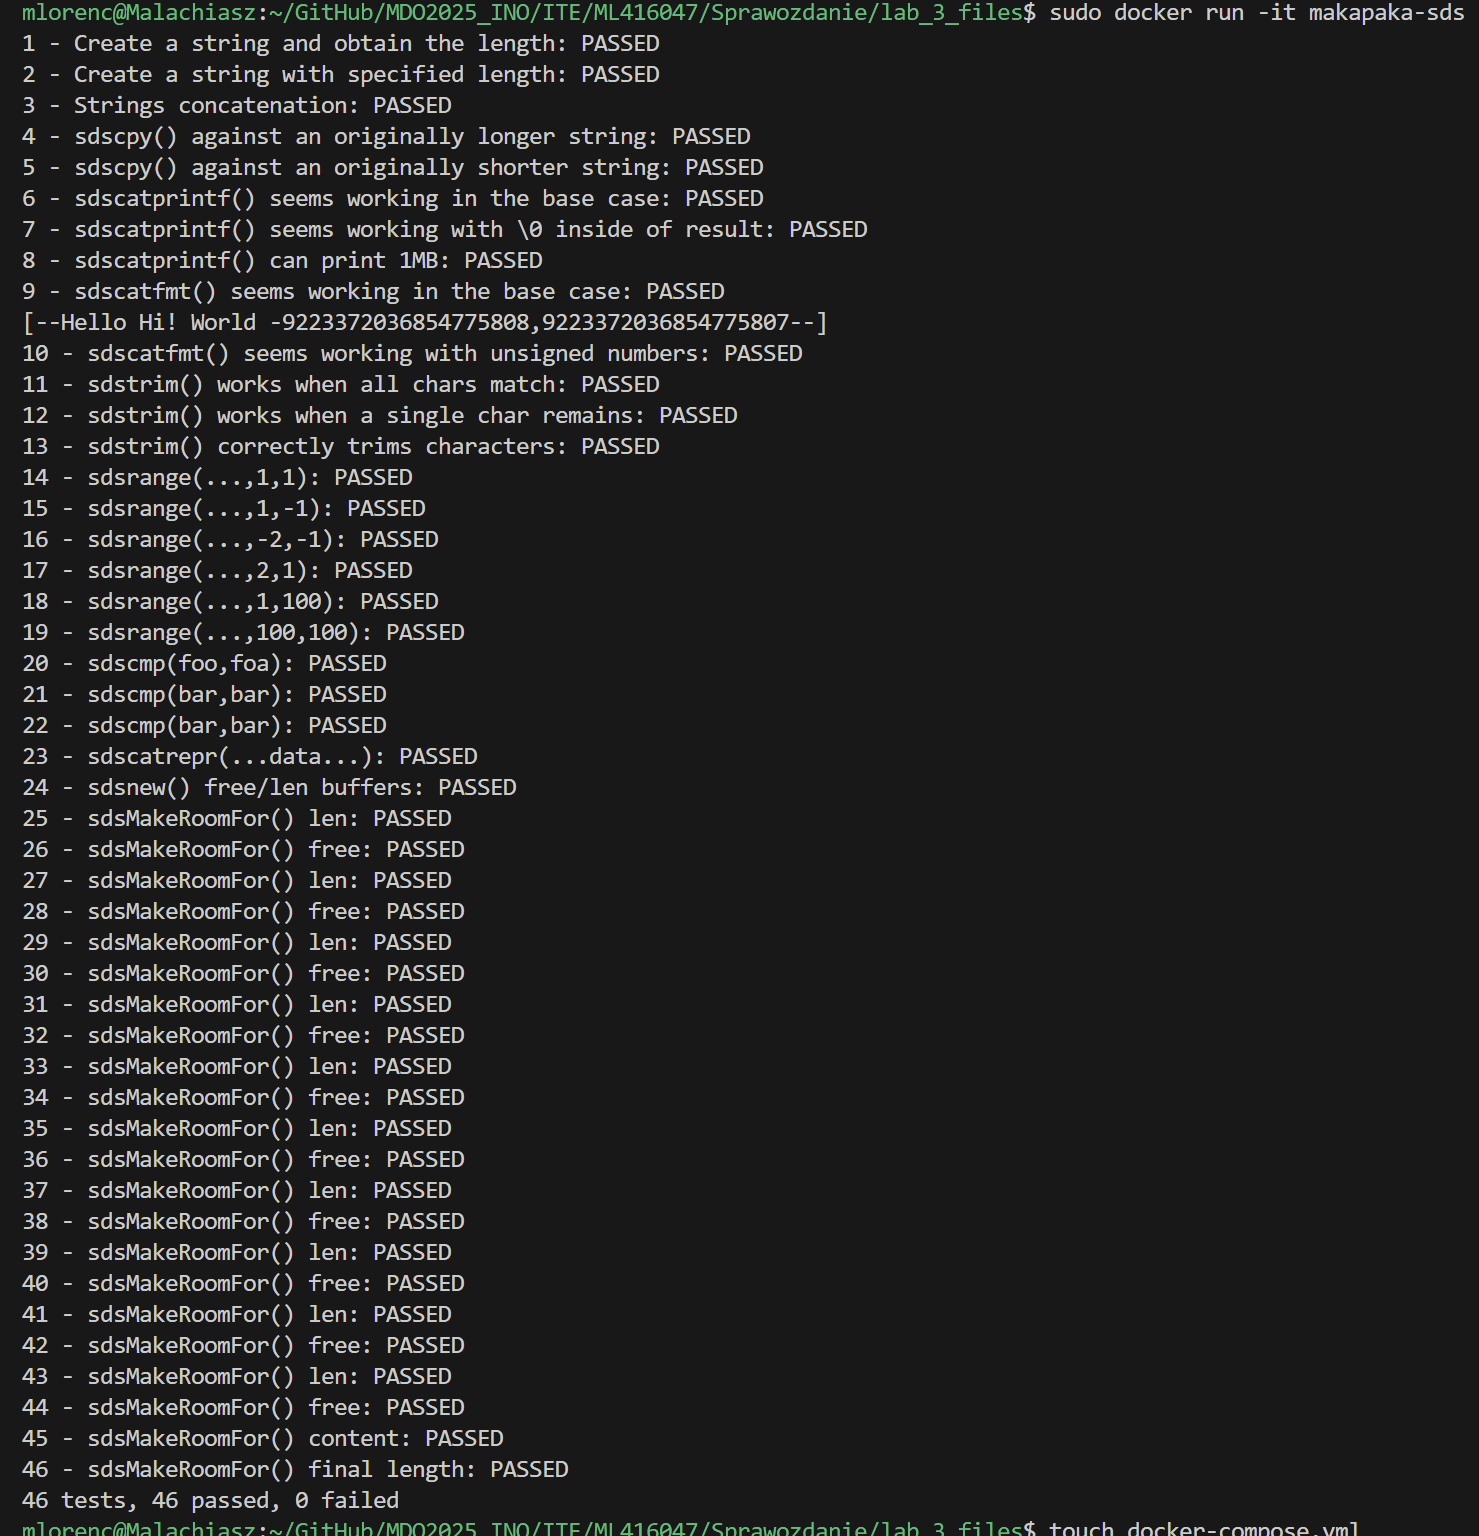 mlorenc@Malachiasz:~/GitHub/MDO2025_INO/ITE/ML416047/Sprawozdanie/lab_3_files$ sudo docker run -it makapaka-sds
1 - Create a string and obtain the length: PASSED
2 - Create a string with specified length: PASSED
3 - Strings concatenation: PASSED
4 - sdscpy() against an originally longer string: PASSED
5 - sdscpy() against an originally shorter string: PASSED
6 - sdscatprintf() seems working in the base case: PASSED
7 - sdscatprintf() seems working with \0 inside of result: PASSED
8 - sdscatprintf() can print 1MB: PASSED
9 - sdscatfmt() seems working in the base case: PASSED
[--Hello Hi! World -9223372036854775808,9223372036854775807--]
10 - sdscatfmt() seems working with unsigned numbers: PASSED
11 - sdstrim() works when all chars match: PASSED
12 - sdstrim() works when a single char remains: PASSED
13 - sdstrim() correctly trims characters: PASSED
14 - sdsrange(...,1,1): PASSED
15 - sdsrange(...,1,-1): PASSED
16 - sdsrange(...,-2,-1): PASSED
17 - sdsrange(...,2,1): PASSED
18 - sdsrange(...,1,100): PASSED
19 - sdsrange(...,100,100): PASSED
20 - sdscmp(foo,foa): PASSED
21 - sdscmp(bar,bar): PASSED
22 - sdscmp(bar,bar): PASSED
23 - sdscatrepr(...data...): PASSED
24 - sdsnew() free/len buffers: PASSED
25 - sdsMakeRoomFor() len: PASSED
26 - sdsMakeRoomFor() free: PASSED
27 - sdsMakeRoomFor() len: PASSED
28 - sdsMakeRoomFor() free: PASSED
29 - sdsMakeRoomFor() len: PASSED
30 - sdsMakeRoomFor() free: PASSED
31 - sdsMakeRoomFor() len: PASSED
32 - sdsMakeRoomFor() free: PASSED
33 - sdsMakeRoomFor() len: PASSED
34 - sdsMakeRoomFor() free: PASSED
35 - sdsMakeRoomFor() len: PASSED
36 - sdsMakeRoomFor() free: PASSED
37 - sdsMakeRoomFor() len: PASSED
38 - sdsMakeRoomFor() free: PASSED
39 - sdsMakeRoomFor() len: PASSED
40 - sdsMakeRoomFor() free: PASSED
41 - sdsMakeRoomFor() len: PASSED
42 - sdsMakeRoomFor() free: PASSED
43 - sdsMakeRoomFor() len: PASSED
44 - sdsMakeRoomFor() free: PASSED
45 - sdsMakeRoomFor() content: PASSED
46 - sdsMakeRoomFor() final length: PASSED
46 tests, 46 passed, 0 failed
mlorenc@Malachiasz:~/GitHub/MDO2025_INO/ITE/ML416047/Sprawozdanie/lab_3_files$ touch docker-compose.yml